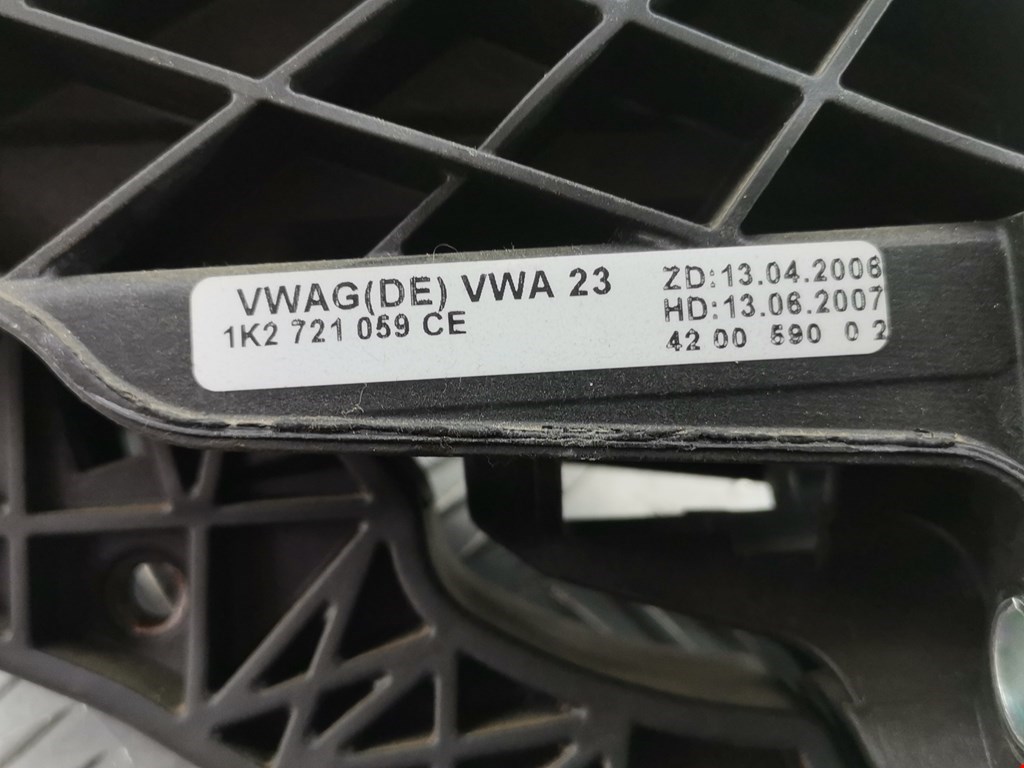 VWAG(DE) VWA 23
1K2 721 059 CE
ZD:13.04.2006
HD:13.06.2007
42 00 590 0 2